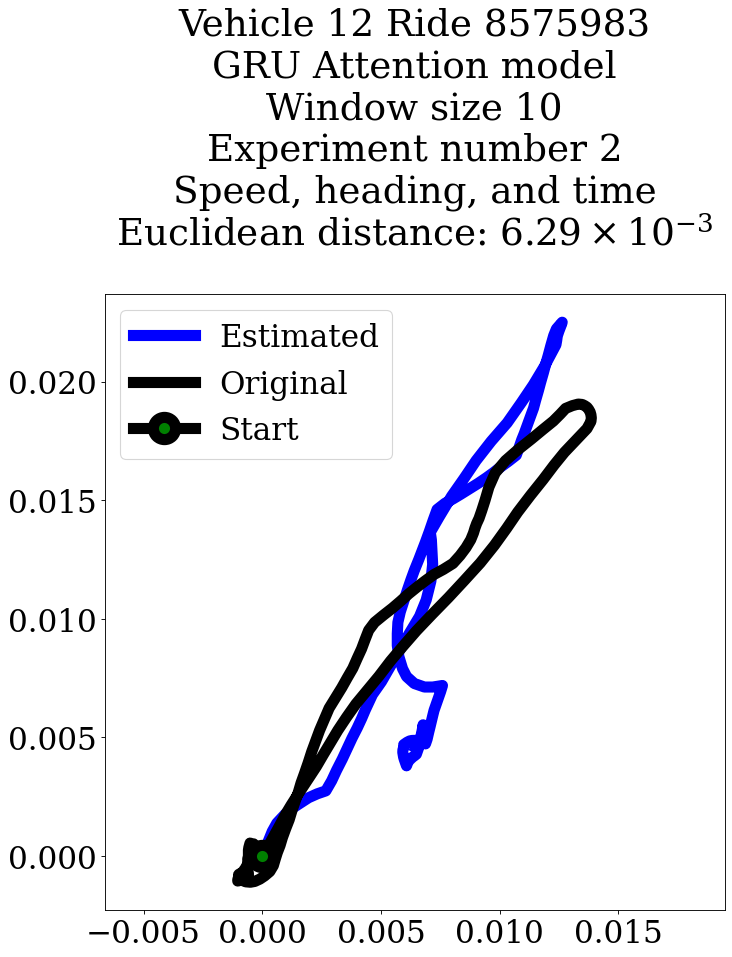 Vehicle 12 Ride 8575983
GRU Attention model
Window size 10
Experiment number 2
Speed, heading, and time
Euclidean distance: 6.29 × 10⁻³
Estimated
Original
Start
0.020
0.015
0.010
0.005
0.000
−0.005 0.000 0.005 0.010 0.015